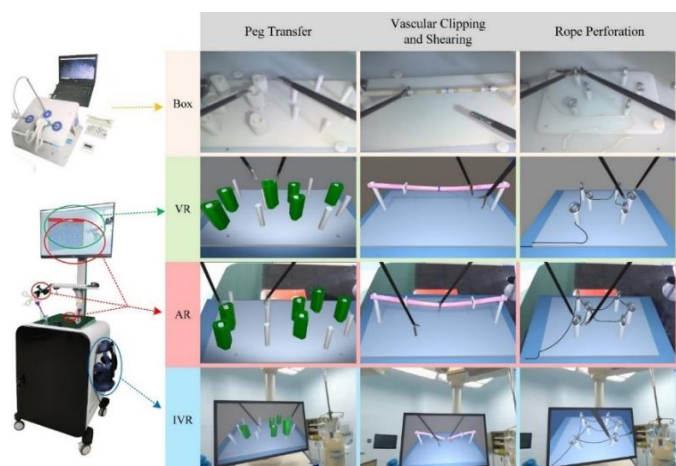 Peg Transfer
Vascular Clipping
and Shearing
Rope Perforation
Box
VR
AR
IVR